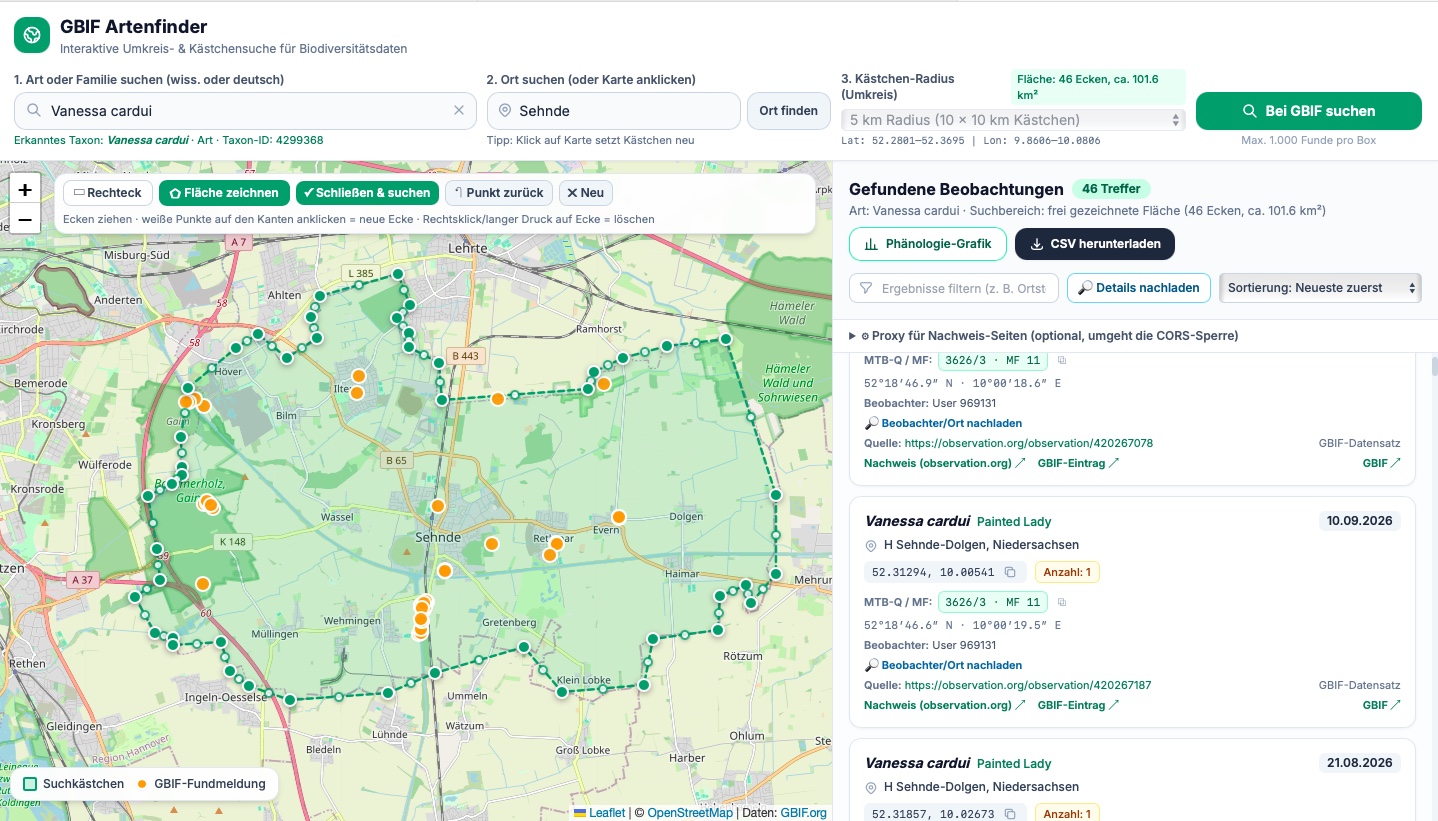 GBIF Artenfinder
Interaktive Umkreis- & Kästchensuche für Biodiversitätsdaten
1. Art oder Familie suchen (wiss. oder deutsch)
Vanessa cardui
Erkanntes Taxon: Vanessa cardui · Art · Taxon-ID: 4299368
2. Ort suchen (oder Karte anklicken)
Sehnde
Ort finden
Tipp: Klick auf Karte setzt Kästchen neu
3. Kästchen-Radius
(Umkreis)
Fläche: 46 Ecken, ca. 101.6
km²
5 km Radius (10 × 10 km Kästchen)
Lat: 52.2801–52.3695 | Lon: 9.8606–10.0806
Bei GBIF suchen
Max. 1.000 Funde pro Box
+
−
Rechteck
Fläche zeichnen
✓ Schließen & suchen
Punkt zurück
✕ Neu
Ecken ziehen · weiße Punkte auf den Kanten anklicken = neue Ecke · Rechtsklick/langer Druck auf Ecke = löschen
A 7
Misburg-Süd
Lehrte
58
L 385
Anderten
Ahlten
Hämeler
Wald
58
Ramhorst
B 443
Bemerode
Höver
Hämeler
Wald und
Sohrwiesen
Bilm
Kronsberg
Wülferode
B 65
Kronsrode
Wassel
Dolgen
Sehnde
Evern
K 148
A 37
Haimar
60
Müllingen
Wehmingen
Gretenberg
Rethen
Rötzum
Klein Lobke
Ingeln-Oesselse
Ummeln
Gleidingen
Lühnde
Wätzum
Ohlum
Region Hannover
Bledeln
Groß Lobke
Harber
Suchkästchen
GBIF-Fundmeldung
Leaflet | © OpenStreetMap | Daten: GBIF.org
Gefundene Beobachtungen
46 Treffer
Art: Vanessa cardui · Suchbereich: frei gezeichnete Fläche (46 Ecken, ca. 101.6 km²)
Phänologie-Grafik
CSV herunterladen
Ergebnisse filtern (z. B. Ortst
Details nachladen
Sortierung: Neueste zuerst
Proxy für Nachweis-Seiten (optional, umgeht die CORS-Sperre)
MTB-Q / MF: 3626/3 · MF 11
52°18′46.9″ N · 10°00′18.6″ E
Beobachter: User 969131
Beobachter/Ort nachladen
Quelle: https://observation.org/observation/420267078
GBIF-Datensatz
Nachweis (observation.org) ↗ GBIF-Eintrag ↗
GBIF ↗
Vanessa cardui Painted Lady
10.09.2026
H Sehnde-Dolgen, Niedersachsen
52.31294, 10.00541
Anzahl: 1
MTB-Q / MF: 3626/3 · MF 11
52°18′46.6″ N · 10°00′19.5″ E
Beobachter: User 969131
Beobachter/Ort nachladen
Quelle: https://observation.org/observation/420267187
GBIF-Datensatz
Nachweis (observation.org) ↗ GBIF-Eintrag ↗
GBIF ↗
Vanessa cardui Painted Lady
21.08.2026
H Sehnde-Dolgen, Niedersachsen
52.31857, 10.02673
Anzahl: 1